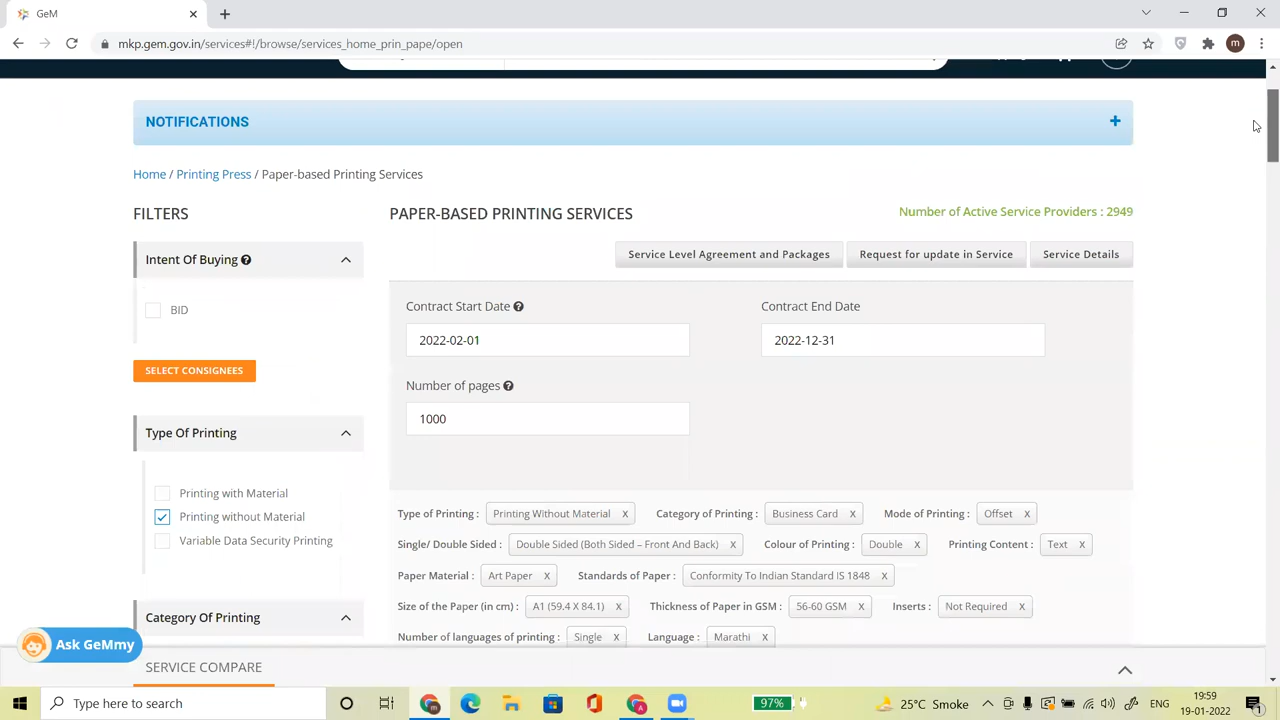 GeM
mkp.gem.gov.in/services#!/browse/services_home_prin_pape/open
m
NOTIFICATIONS
Home / Printing Press / Paper-based Printing Services
FILTERS
PAPER-BASED PRINTING SERVICES
Number of Active Service Providers : 2949
Intent Of Buying
Service Level Agreement and Packages
Request for update in Service
Service Details
BID
Contract Start Date
Contract End Date
2022-02-01
2022-12-31
SELECT CONSIGNEES
Number of pages
1000
Type Of Printing
Printing with Material
Printing without Material
Variable Data Security Printing
Type of Printing : Printing Without Material x Category of Printing : Business Card x Mode of Printing : Offset x
Single/ Double Sided : Double Sided (Both Sided – Front And Back) x Colour of Printing : Double x Printing Content : Text x
Paper Material : Art Paper x Standards of Paper : Conformity To Indian Standard IS 1848 x
Size of the Paper (in cm) : A1 (59.4 X 84.1) x Thickness of Paper in GSM : 56-60 GSM x Inserts : Not Required x
Number of languages of printing : Single x Language : Marathi x
Category Of Printing
Ask GeMmy
SERVICE COMPARE
Type here to search
97%
25°C Smoke
ENG
19:59
19-01-2022
1